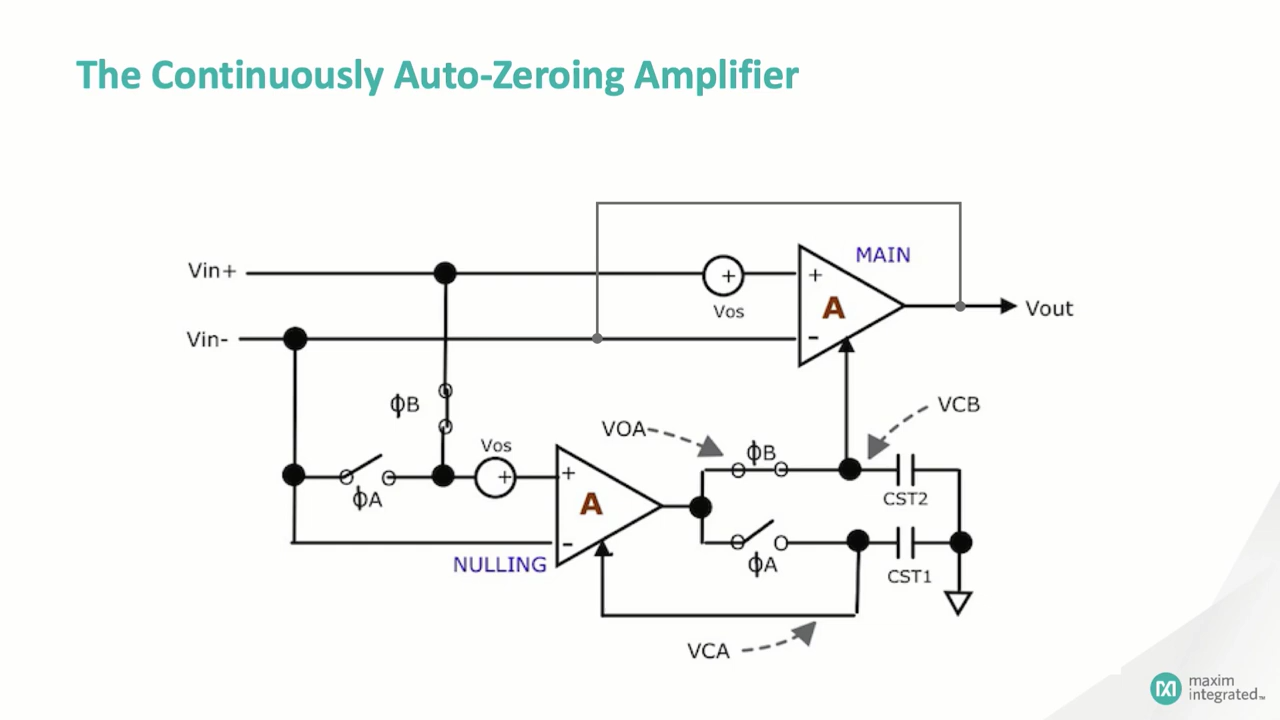 The Continuously Auto-Zeroing Amplifier
MAIN
Vin+
+
+
A
Vos
Vout
Vin-
-
ϕB
VCB
VOA
Vos
ϕB
+
+
ϕA
A
CST2
-
NULLING
ϕA
CST1
VCA
maxim
integrated™